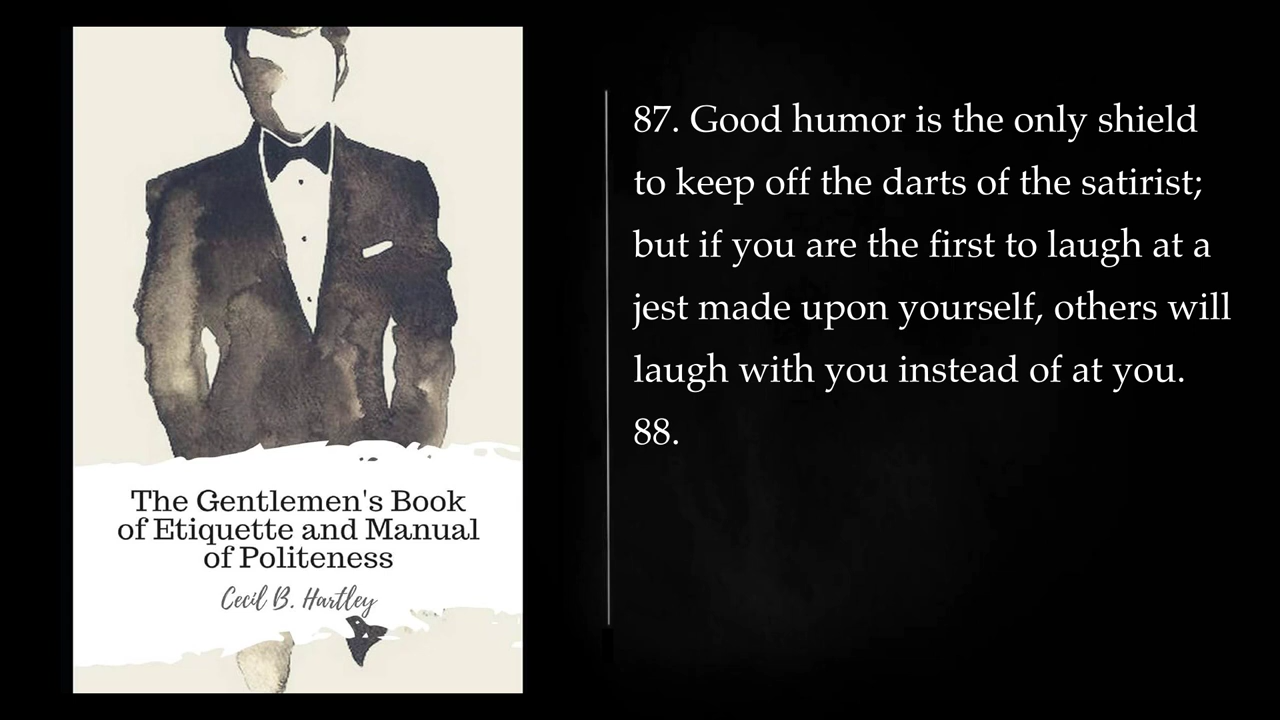 The Gentlemen's Book
of Etiquette and Manual
of Politeness
Cecil B. Hartley
87. Good humor is the only shield
to keep off the darts of the satirist;
but if you are the first to laugh at a
jest made upon yourself, others will
laugh with you instead of at you.
88.